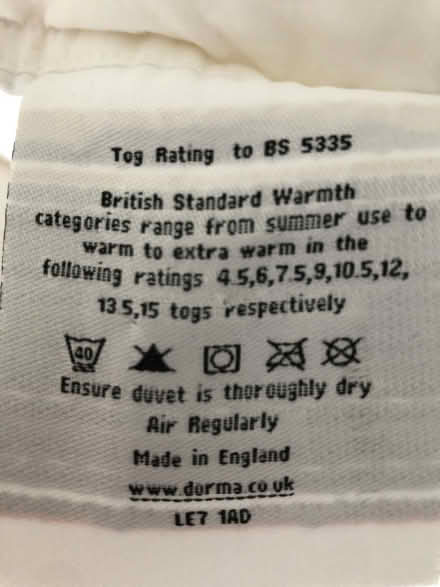 Tog Rating to BS 5335
British Standard Warmth
categories range from summer use to
warm to extra warm in the
following ratings 4.5,6,7.5,9,10.5,12,
13.5,15 togs respectively
40
Ensure duvet is thoroughly dry
Air Regularly
Made in England
www.dorma.co.uk
LE7 1AD